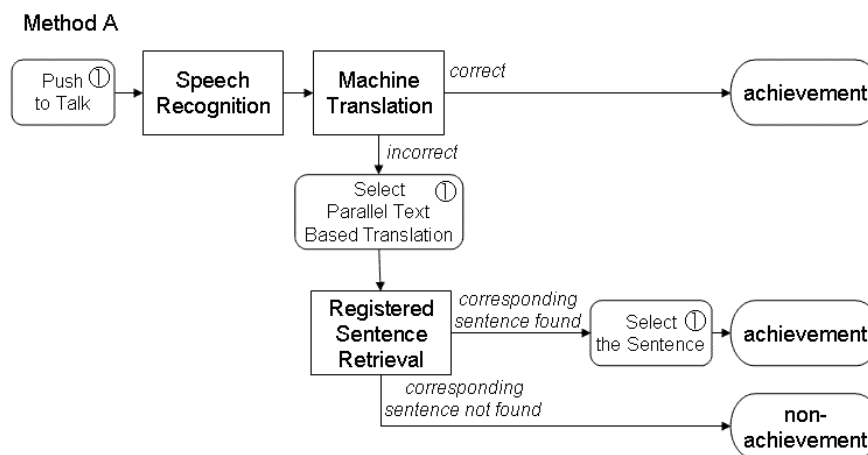 Method A
Push ①
to Talk
Speech
Recognition
Machine
Translation
correct
achievement
incorrect
Select ①
Parallel Text
Based Translation
Registered
Sentence
Retrieval
corresponding
sentence found
Select ①
the Sentence
achievement
corresponding
sentence not found
non-
achievement